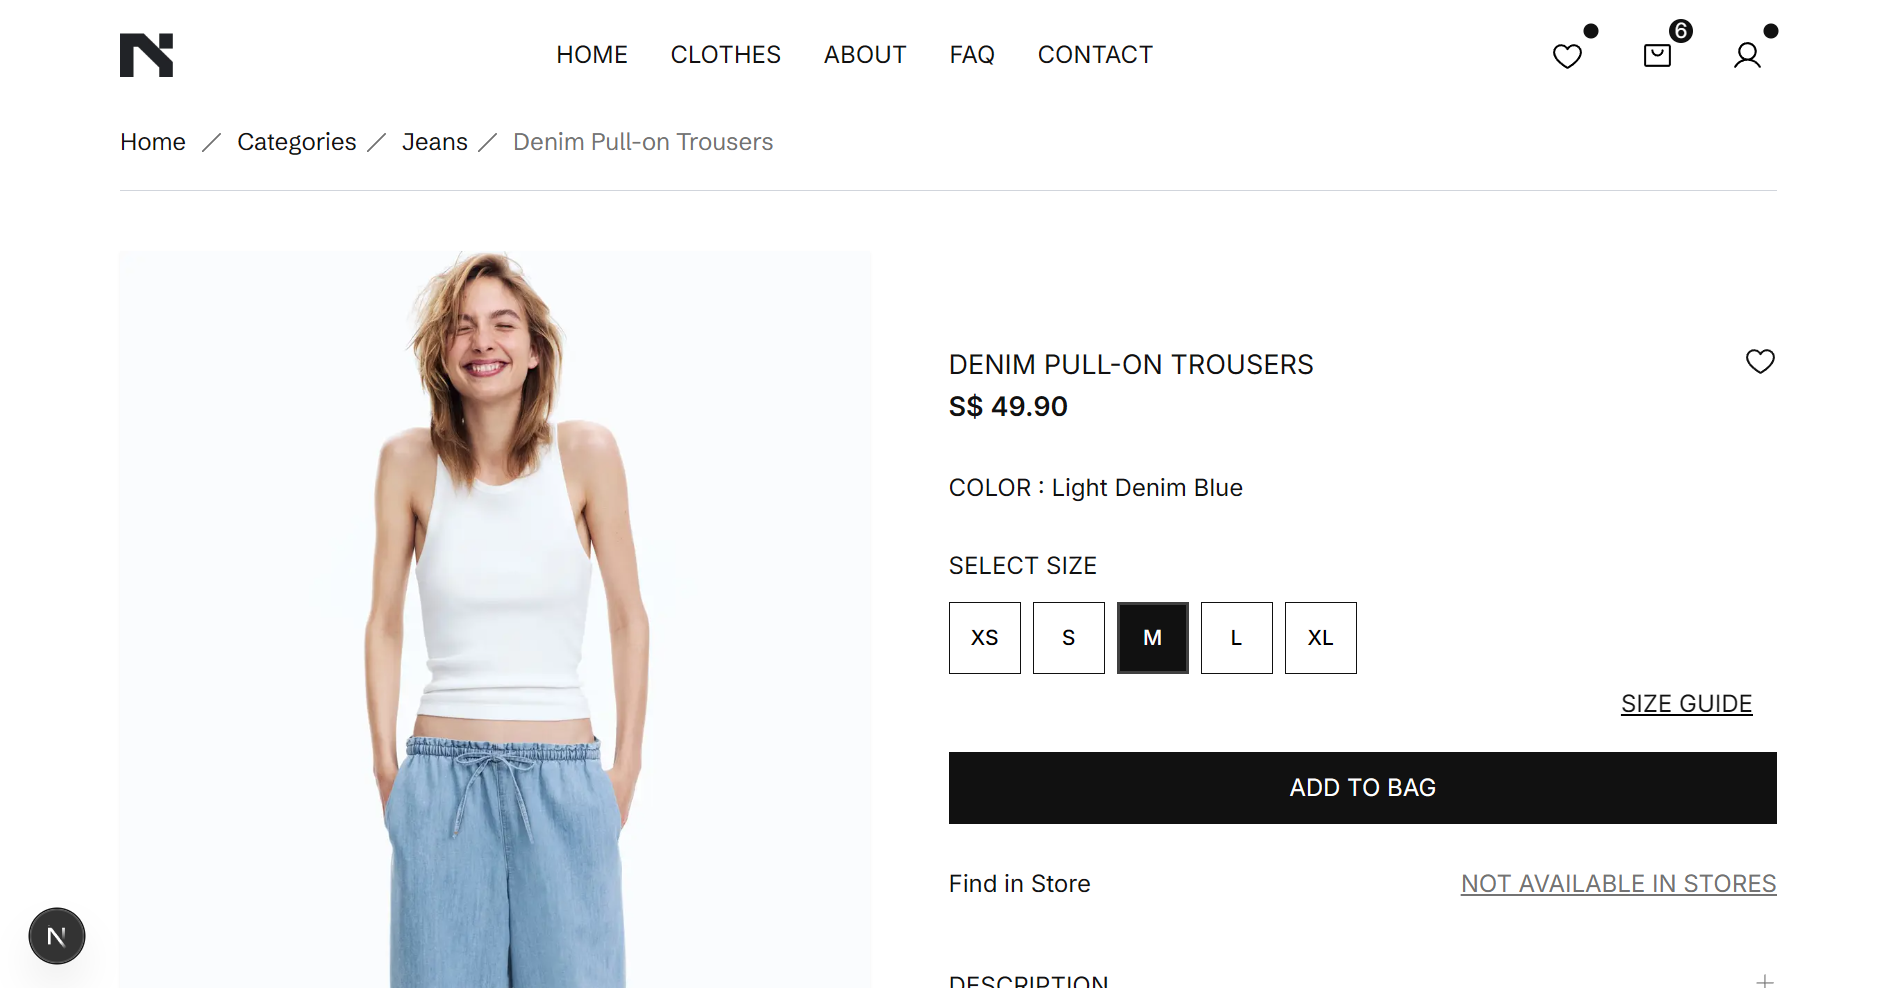 HOME CLOTHES ABOUT FAQ CONTACT
6
Home / Categories / Jeans / Denim Pull-on Trousers
DENIM PULL-ON TROUSERS
S$ 49.90
COLOR : Light Denim Blue
SELECT SIZE
XS S M L XL
SIZE GUIDE
ADD TO BAG
Find in Store NOT AVAILABLE IN STORES
N
DESCRIPTION +